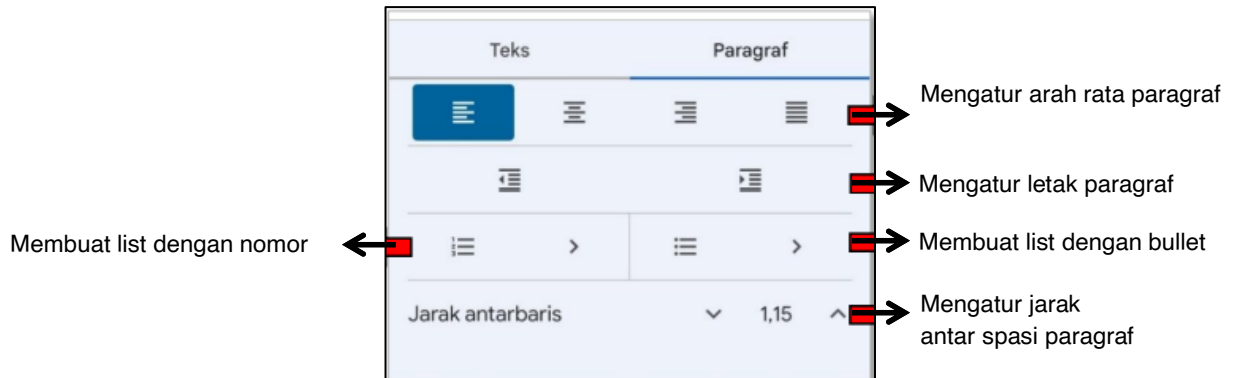 Teks Paragraf
Mengatur arah rata paragraf
Mengatur letak paragraf
Membuat list dengan nomor
Membuat list dengan bullet
Jarak antarbaris 1,15
Mengatur jarak
antar spasi paragraf